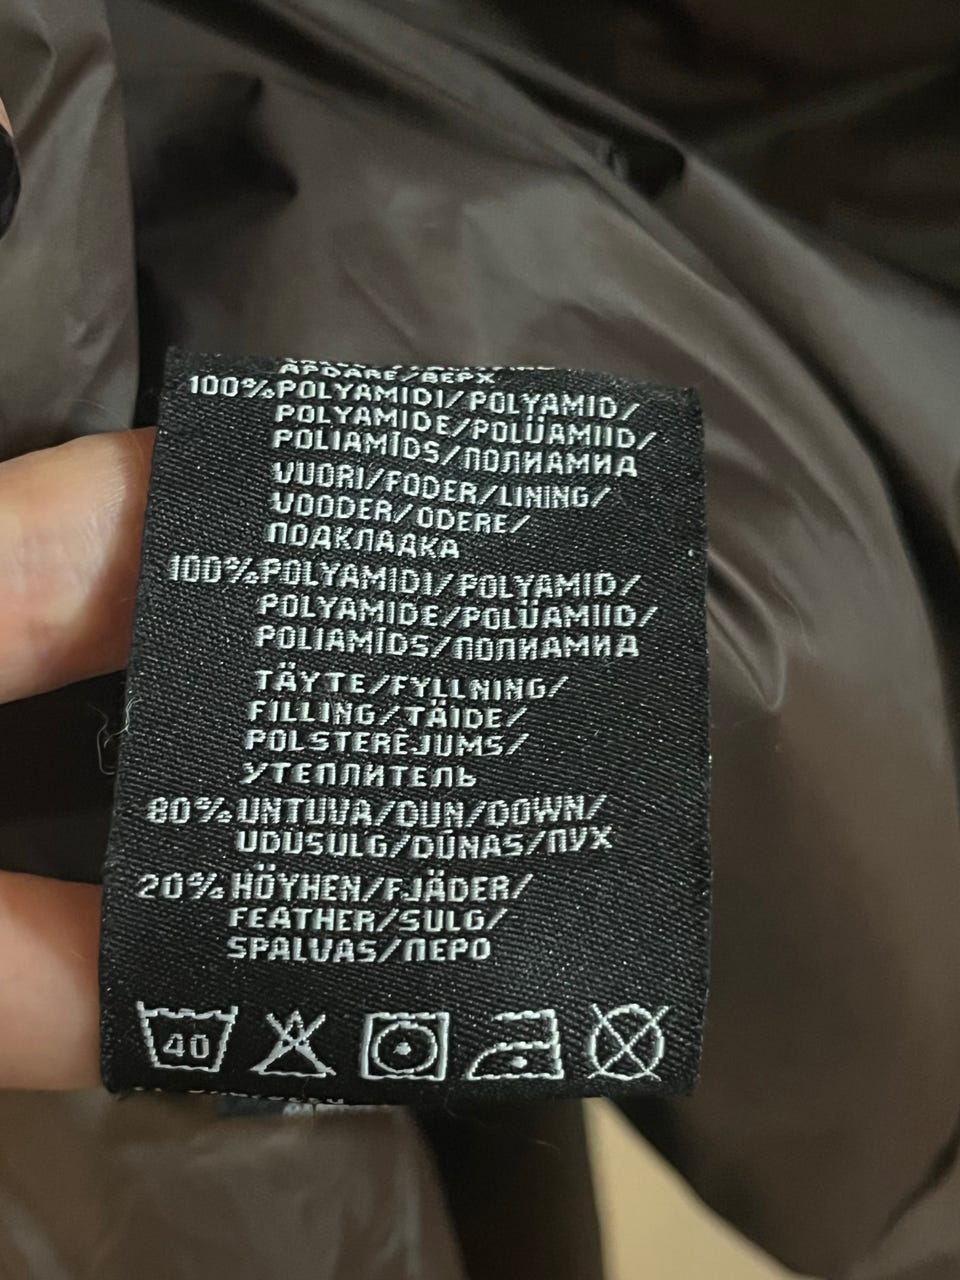 APDARE/ВЕРХ
100% POLYAMIDI/POLYAMID/
POLYAMIDE/POLÜAMIID/
POLIAMĪDS/ПОЛИАМИД
VUORI/FODER/LINING/
VOODER/ODERE/
ПОДКЛАДКА
100% POLYAMIDI/POLYAMID/
POLYAMIDE/POLÜAMIID/
POLIAMĪDS/ПОЛИАМИД
TÄYTE/FYLLNING/
FILLING/TÄIDE/
POLSTERĒJUMS/
УТЕПЛИТЕЛЬ
80% UNTUVA/DUN/DOWN/
UDUSULG/DŪNAS/ПУХ
20% HÖYHEN/FJÄDER/
FEATHER/SULG/
SPALVAS/ПЕРО
40